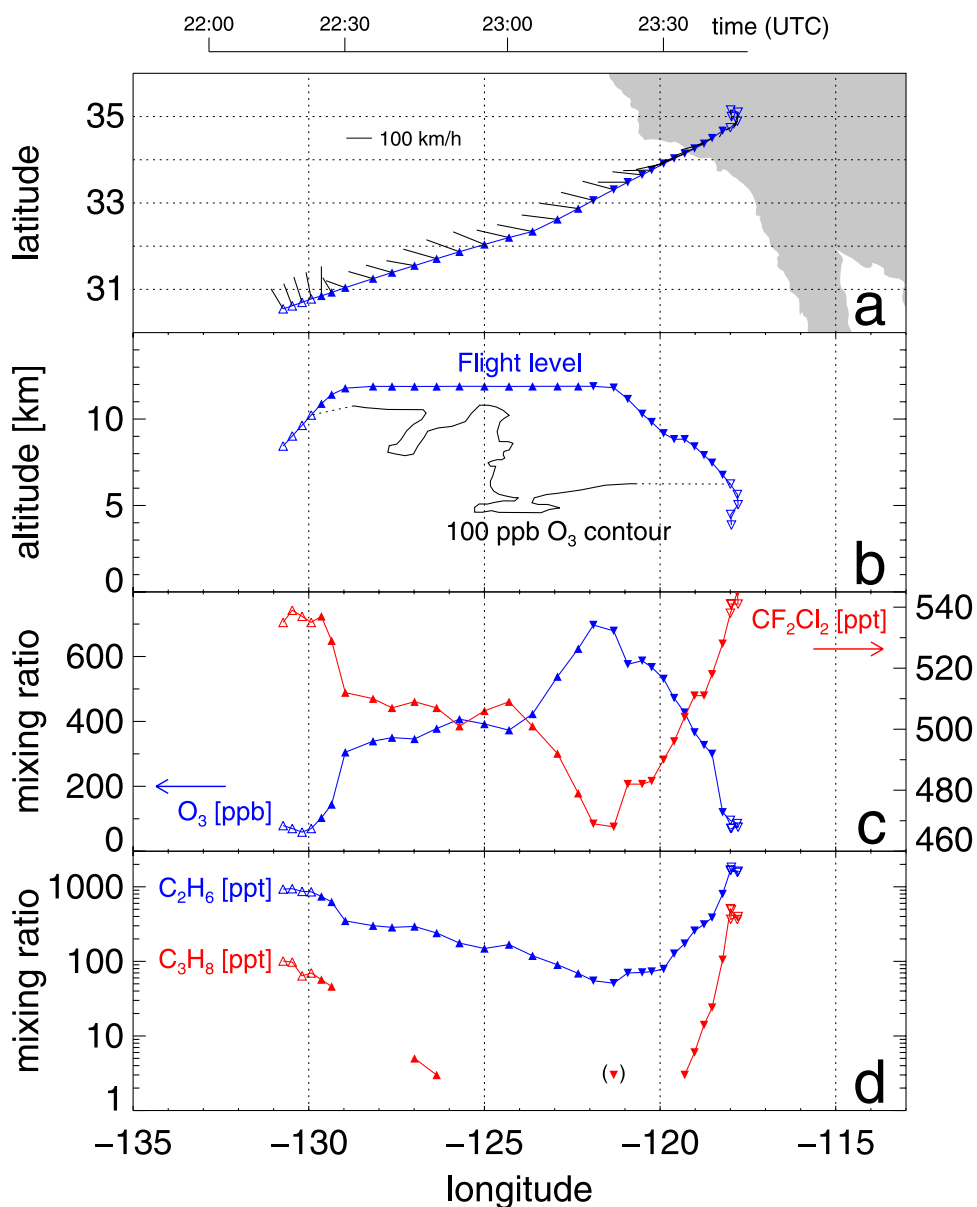 22:00 22:30 23:00 23:30 time (UTC)
35
33
31
latitude
100 km/h
a
10
5
0
altitude [km]
Flight level
100 ppb O₃ contour
b
600
400
200
0
mixing ratio
O₃ [ppb]
CF₂Cl₂ [ppt]
540
520
500
480
460
c
1000
100
10
1
mixing ratio
C₂H₆ [ppt]
C₃H₈ [ppt]
( )
d
−135 −130 −125 −120 −115
longitude